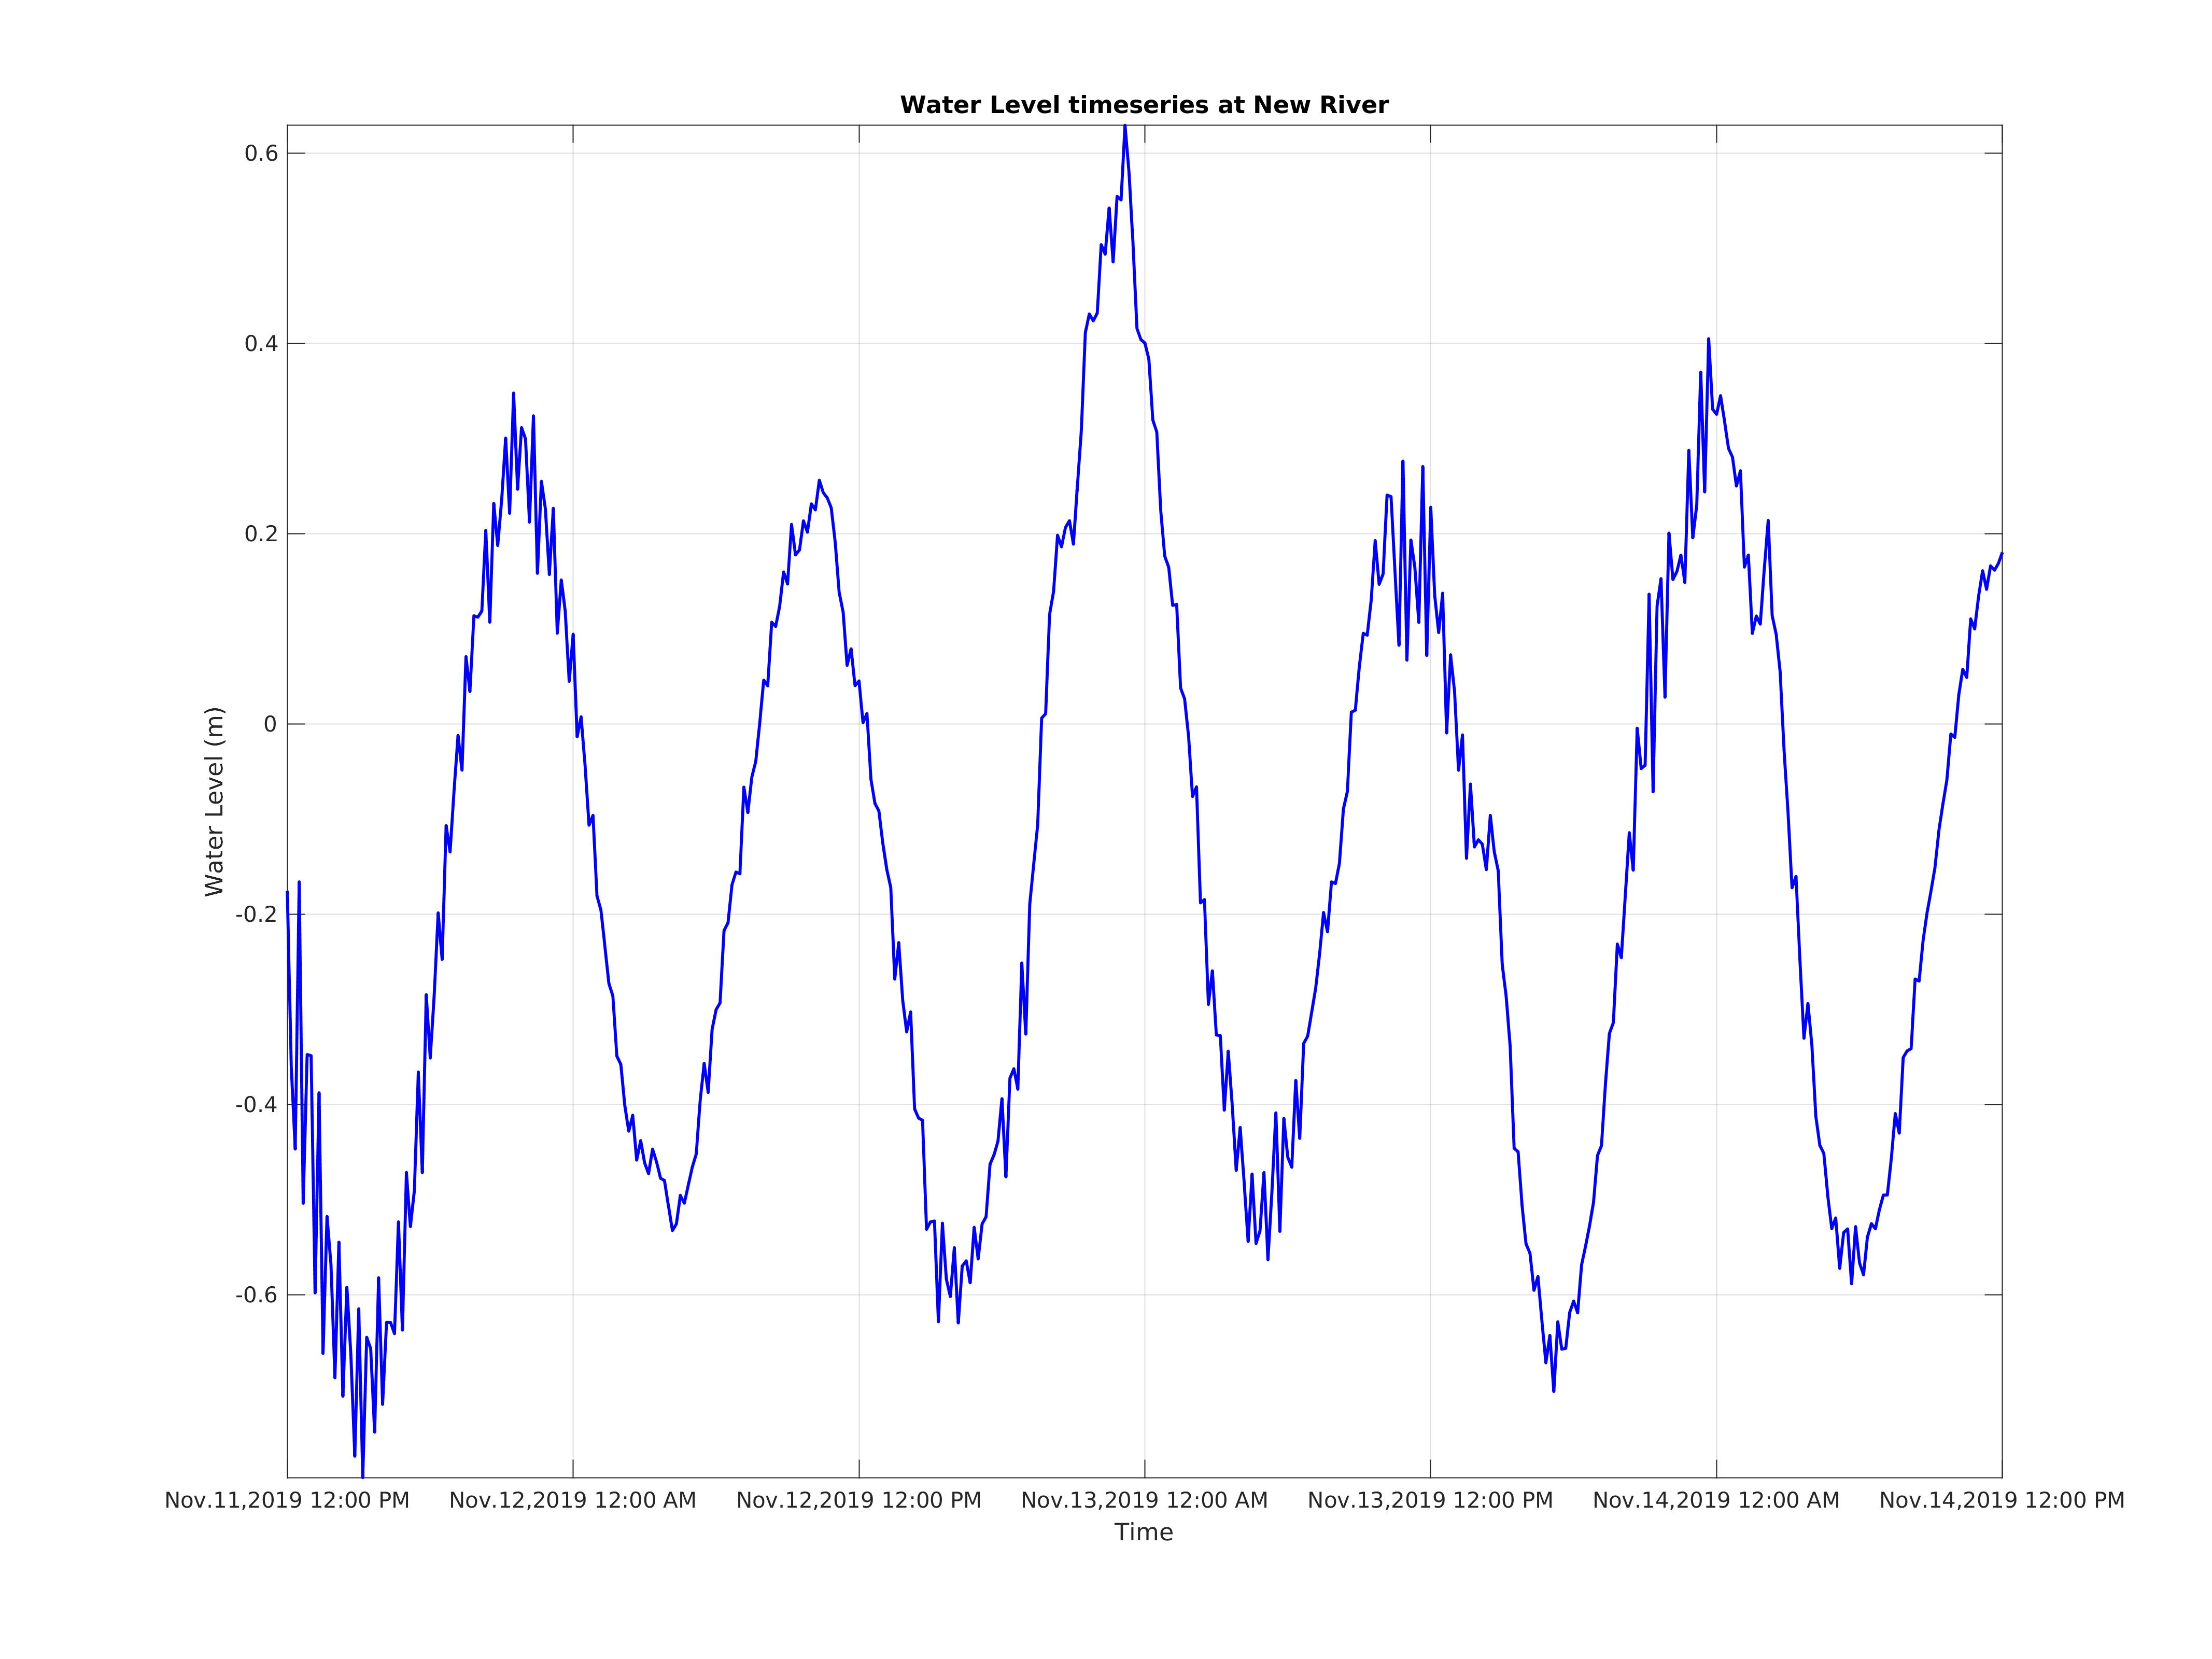 Water Level timeseries at New River
0.6
0.4
0.2
0
-0.2
-0.4
-0.6
Water Level (m)
Nov.11,2019 12:00 PM
Nov.12,2019 12:00 AM
Nov.12,2019 12:00 PM
Nov.13,2019 12:00 AM
Nov.13,2019 12:00 PM
Nov.14,2019 12:00 AM
Nov.14,2019 12:00 PM
Time